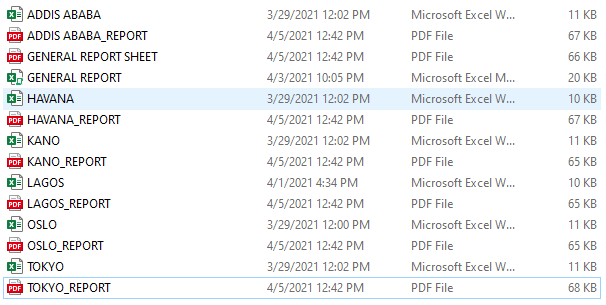 ADDIS ABABA 3/29/2021 12:02 PM Microsoft Excel W... 11 KB
PDF ADDIS ABABA_REPORT 4/5/2021 12:42 PM PDF File 67 KB
PDF GENERAL REPORT SHEET 4/5/2021 12:42 PM PDF File 66 KB
GENERAL REPORT 4/3/2021 10:05 PM Microsoft Excel M... 20 KB
HAVANA 3/29/2021 12:02 PM Microsoft Excel W... 10 KB
PDF HAVANA_REPORT 4/5/2021 12:42 PM PDF File 67 KB
KANO 3/29/2021 12:02 PM Microsoft Excel W... 11 KB
PDF KANO_REPORT 4/5/2021 12:42 PM PDF File 65 KB
LAGOS 4/1/2021 4:34 PM Microsoft Excel W... 10 KB
PDF LAGOS_REPORT 4/5/2021 12:42 PM PDF File 65 KB
OSLO 3/29/2021 12:00 PM Microsoft Excel W... 11 KB
PDF OSLO_REPORT 4/5/2021 12:42 PM PDF File 65 KB
TOKYO 3/29/2021 12:02 PM Microsoft Excel W... 11 KB
PDF TOKYO_REPORT 4/5/2021 12:42 PM PDF File 68 KB